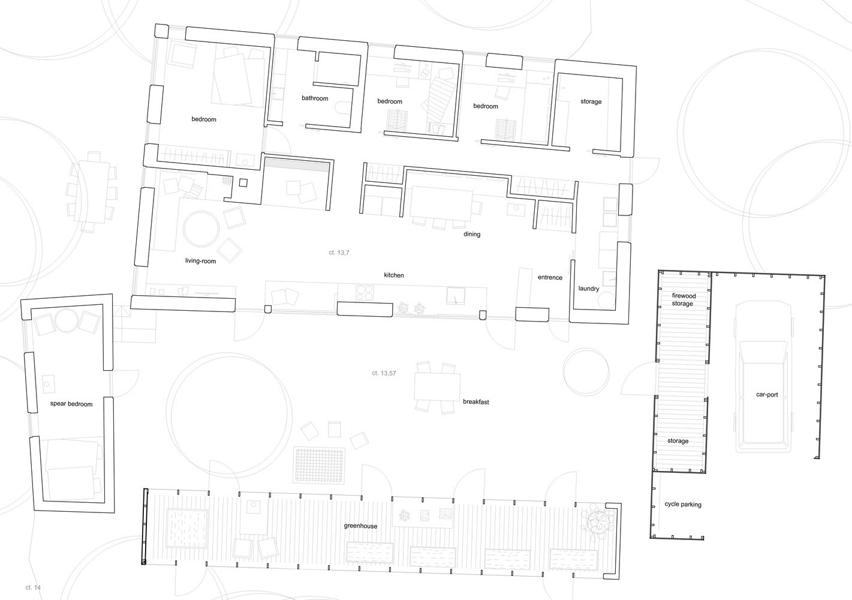 bathroom
bedroom
bedroom
storage
bedroom
dining
ct. 13,7
living-room
kitchen
entrence
laundry
firewood
storage
ct. 13,57
car-port
spear bedroom
breakfast
storage
cycle parking
greenhouse
ct. 14